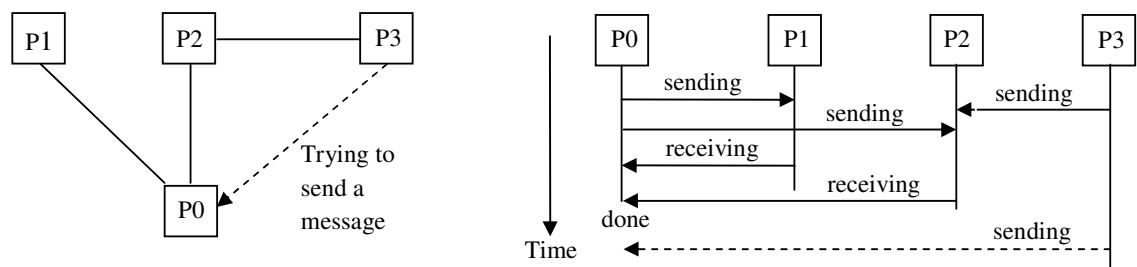 P1
P2
P3
Trying to
send a
message
P0
P0
P1
P2
P3
sending
sending
sending
receiving
receiving
done
sending
Time